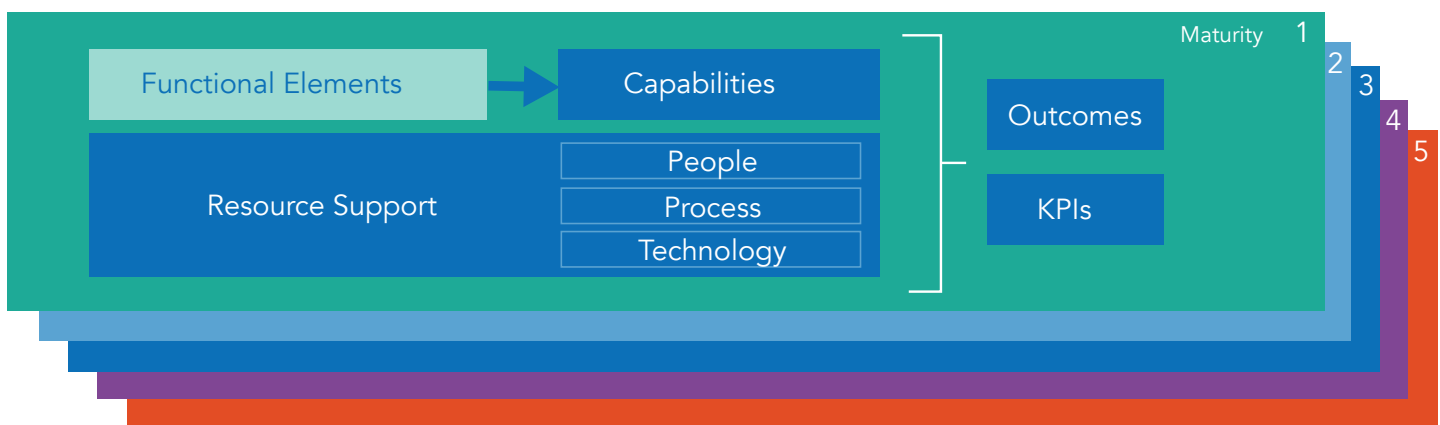 Maturity 1
2
3
4
5
Functional Elements
Capabilities
Resource Support
People
Process
Technology
Outcomes
KPIs